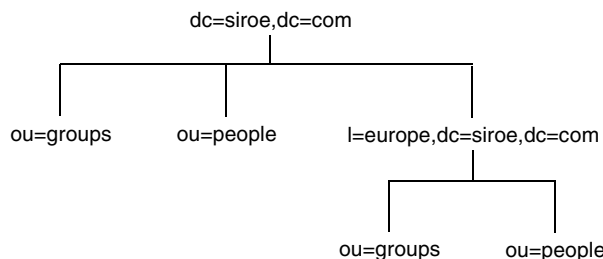 dc=siroe,dc=com
ou=groups
ou=people
l=europe,dc=siroe,dc=com
ou=groups
ou=people